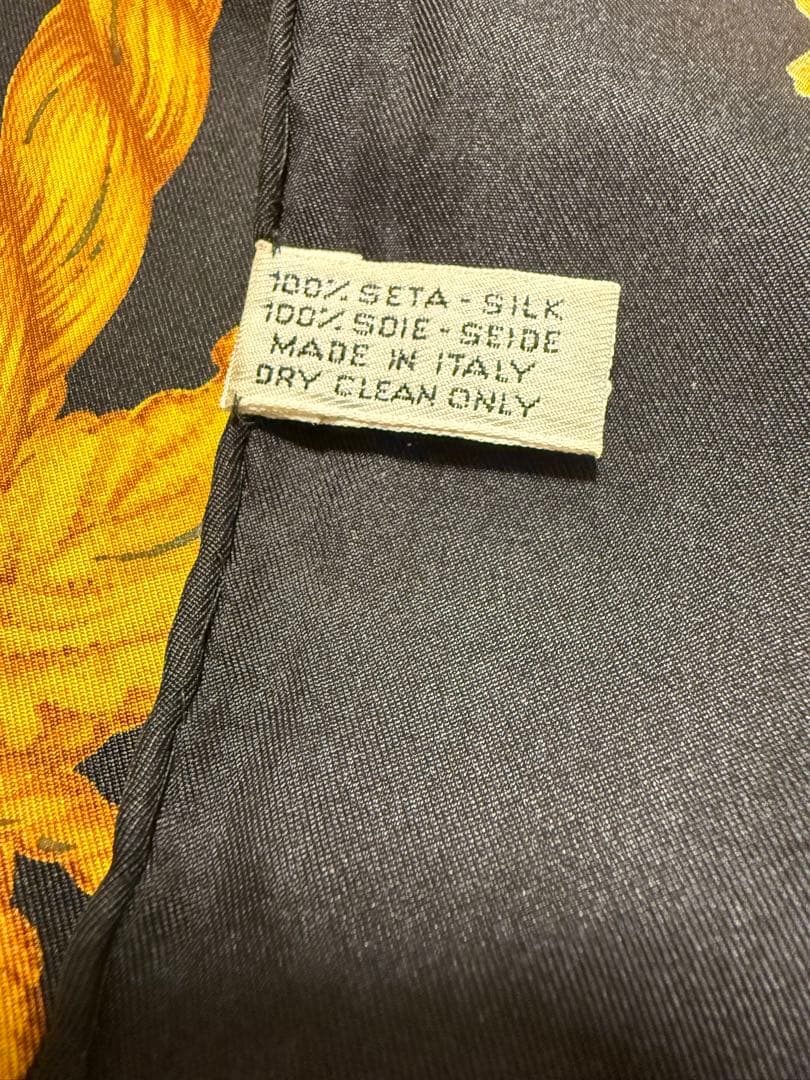 100% SETA - SILK
100% SOIE - SEIDE
MADE IN ITALY
DRY CLEAN ONLY